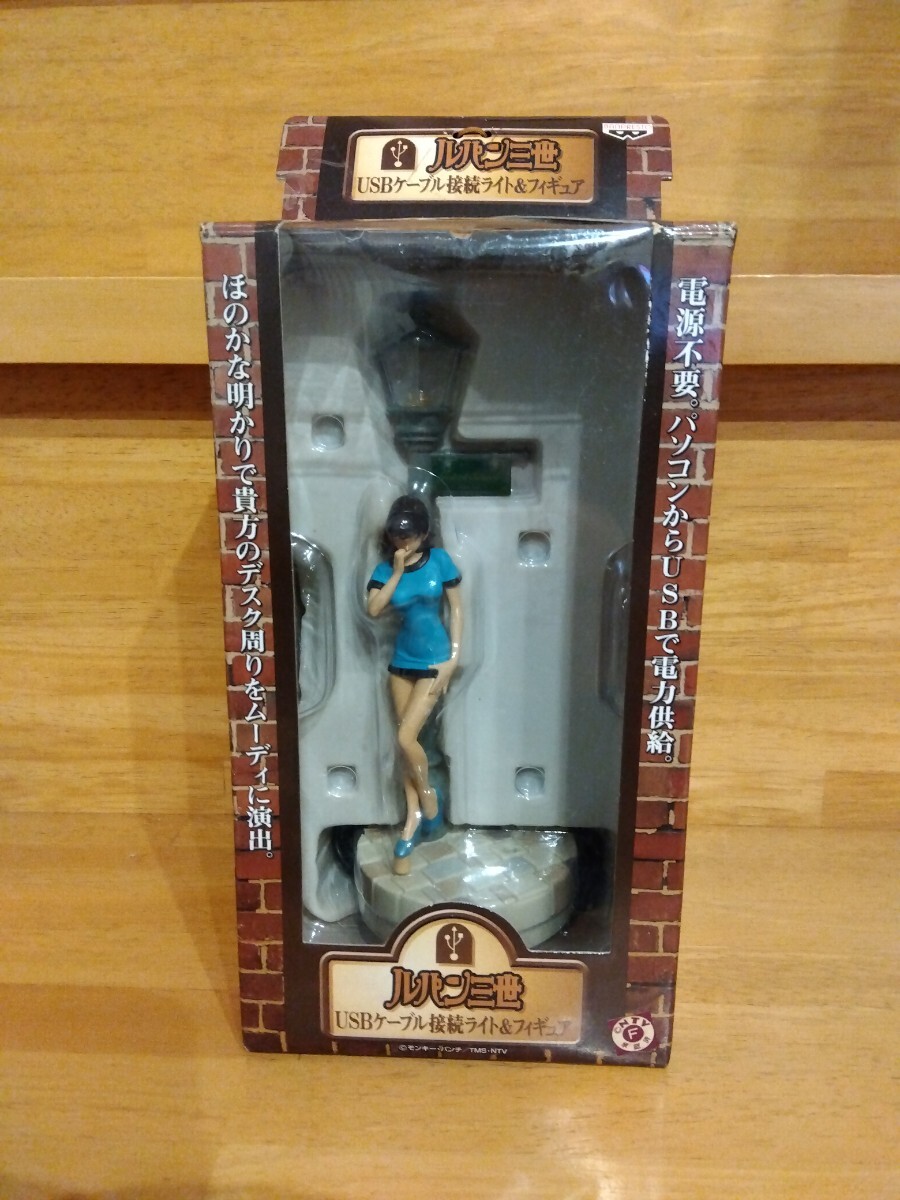 ルパン三世
USBケーブル接続ライト&フィギュア
電源不要。パソコンからUSBで電力供給。
ほのかな明かりで貴方のデスク周りをムーディに演出。
ルパン三世
USBケーブル接続ライト&フィギュア
©モンキー・パンチ/TMS・NTV
NTV
F